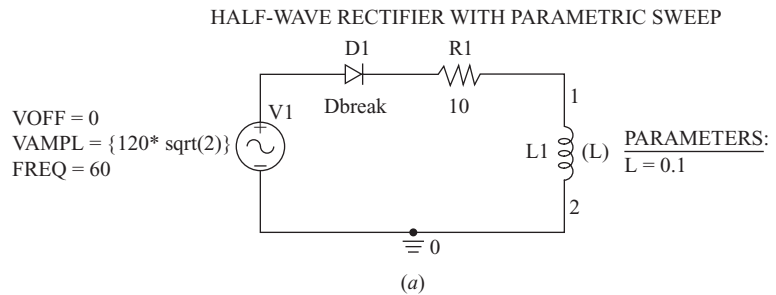 HALF-WAVE RECTIFIER WITH PARAMETRIC SWEEP
D1
R1
Dbreak
10
1
V1
+
−
VOFF = 0
VAMPL = {120* sqrt(2)}
FREQ = 60
L1
(L)
PARAMETERS:
L = 0.1
2
0
(a)